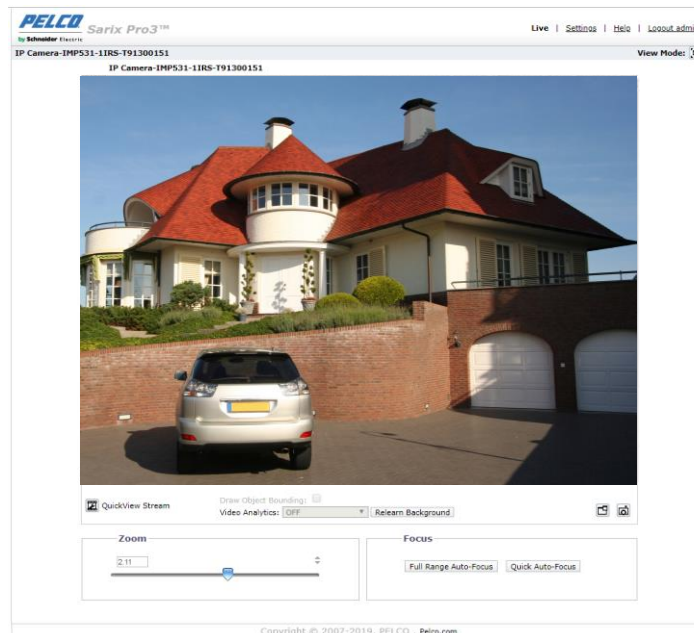 PELCO Sarix Pro3™
by Schneider Electric
Live | Settings | Help | Logout admi
IP Camera-IMP531-1IRS-T91300151
View Mode:
IP Camera-IMP531-1IRS-T91300151
QuickView Stream
Draw Object Bounding:
Video Analytics: OFF Relearn Background
Zoom
2.11
Focus
Full Range Auto-Focus Quick Auto-Focus
Copyright © 2007-2019, PELCO . Pelco.com